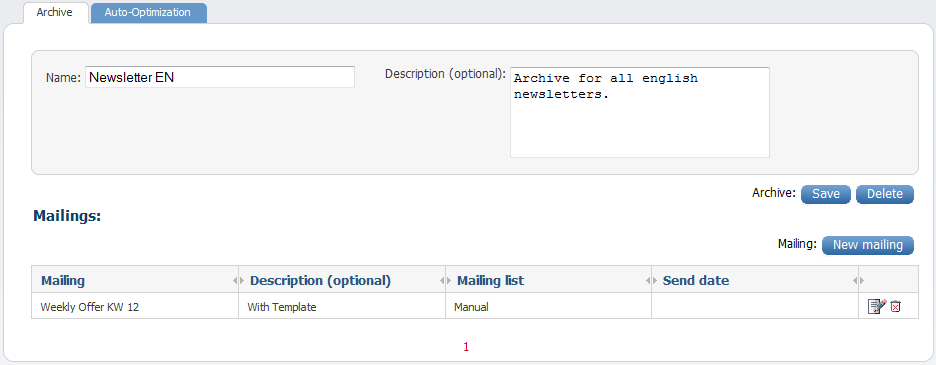 Archive Auto-Optimization
Name: Newsletter EN Description (optional): Archive for all english
newsletters.
Archive: Save Delete
Mailings:
Mailing: New mailing
Mailing Description (optional) Mailing list Send date
Weekly Offer KW 12 With Template Manual
1